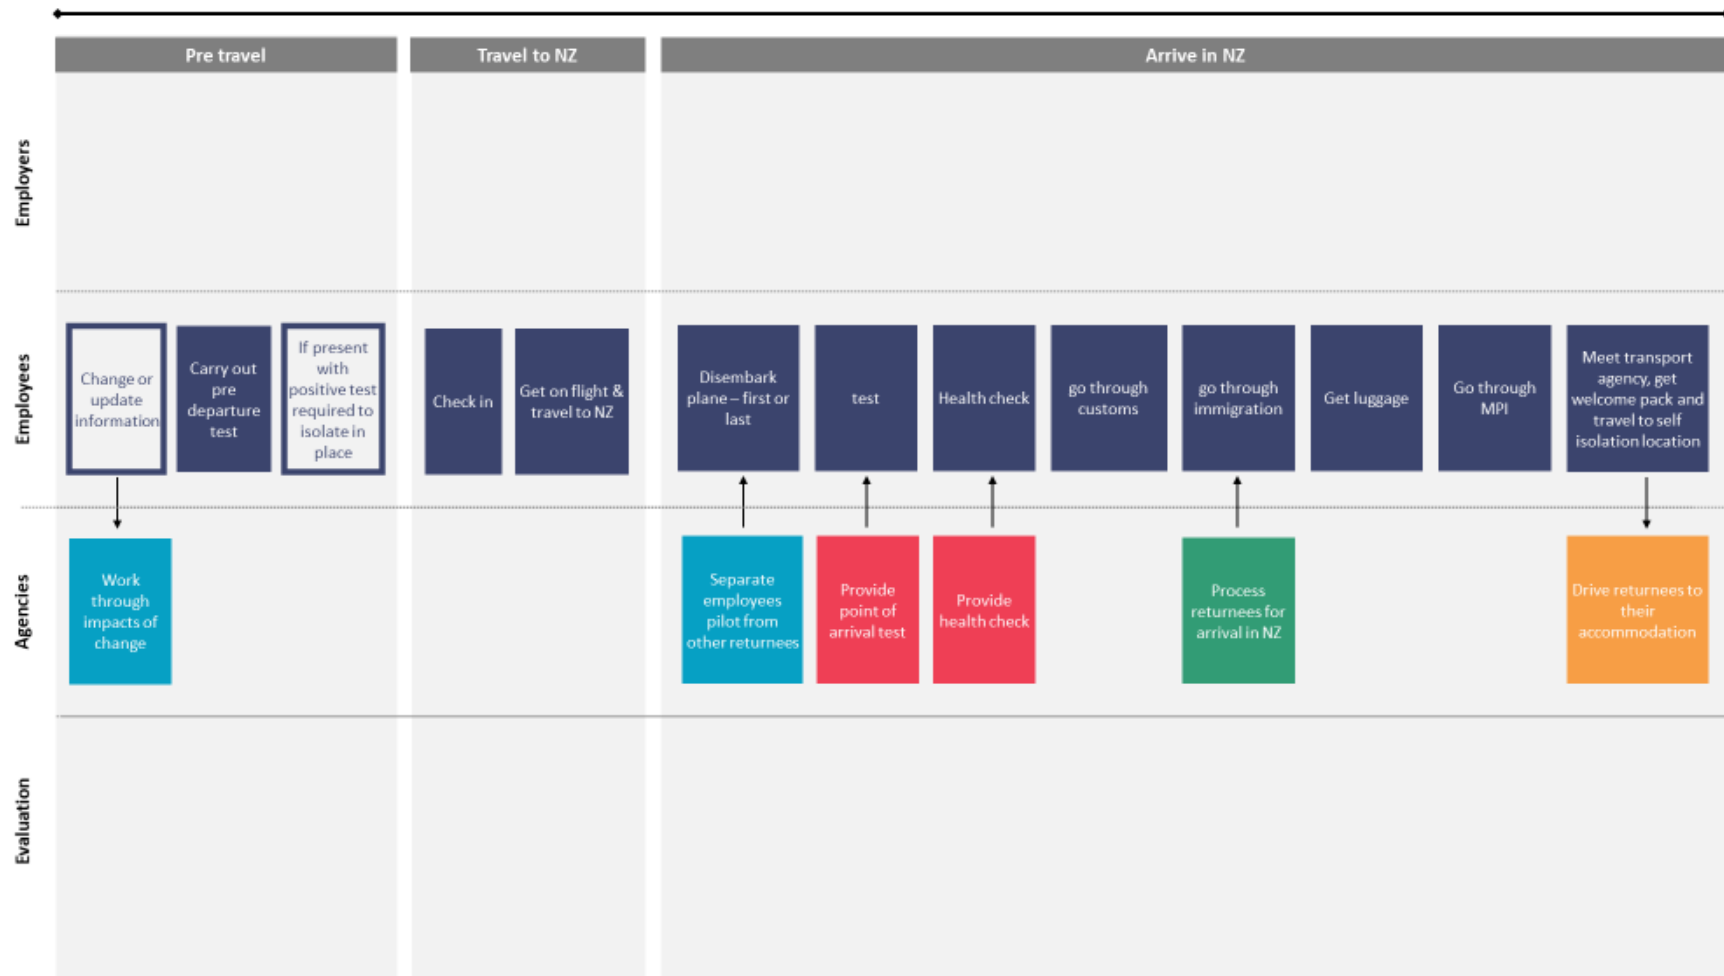 Pre travel
Travel to NZ
Arrive in NZ
Employers
Employees
Change or
update
information
Carry out
pre
departure
test
If present
with
positive test
required to
isolate in
place
Check in
Get on flight &
travel to NZ
Disembark
plane – first or
last
test
Health check
go through
customs
go through
immigration
Get luggage
Go through
MPI
Meet transport
agency, get
welcome pack and
travel to self
isolation location
Agencies
Work
through
impacts of
change
Separate
employees
pilot from
other returnees
Provide
point of
arrival test
Provide
health check
Process
returnees for
arrival in NZ
Drive returnees to
their
accommodation
Evaluation